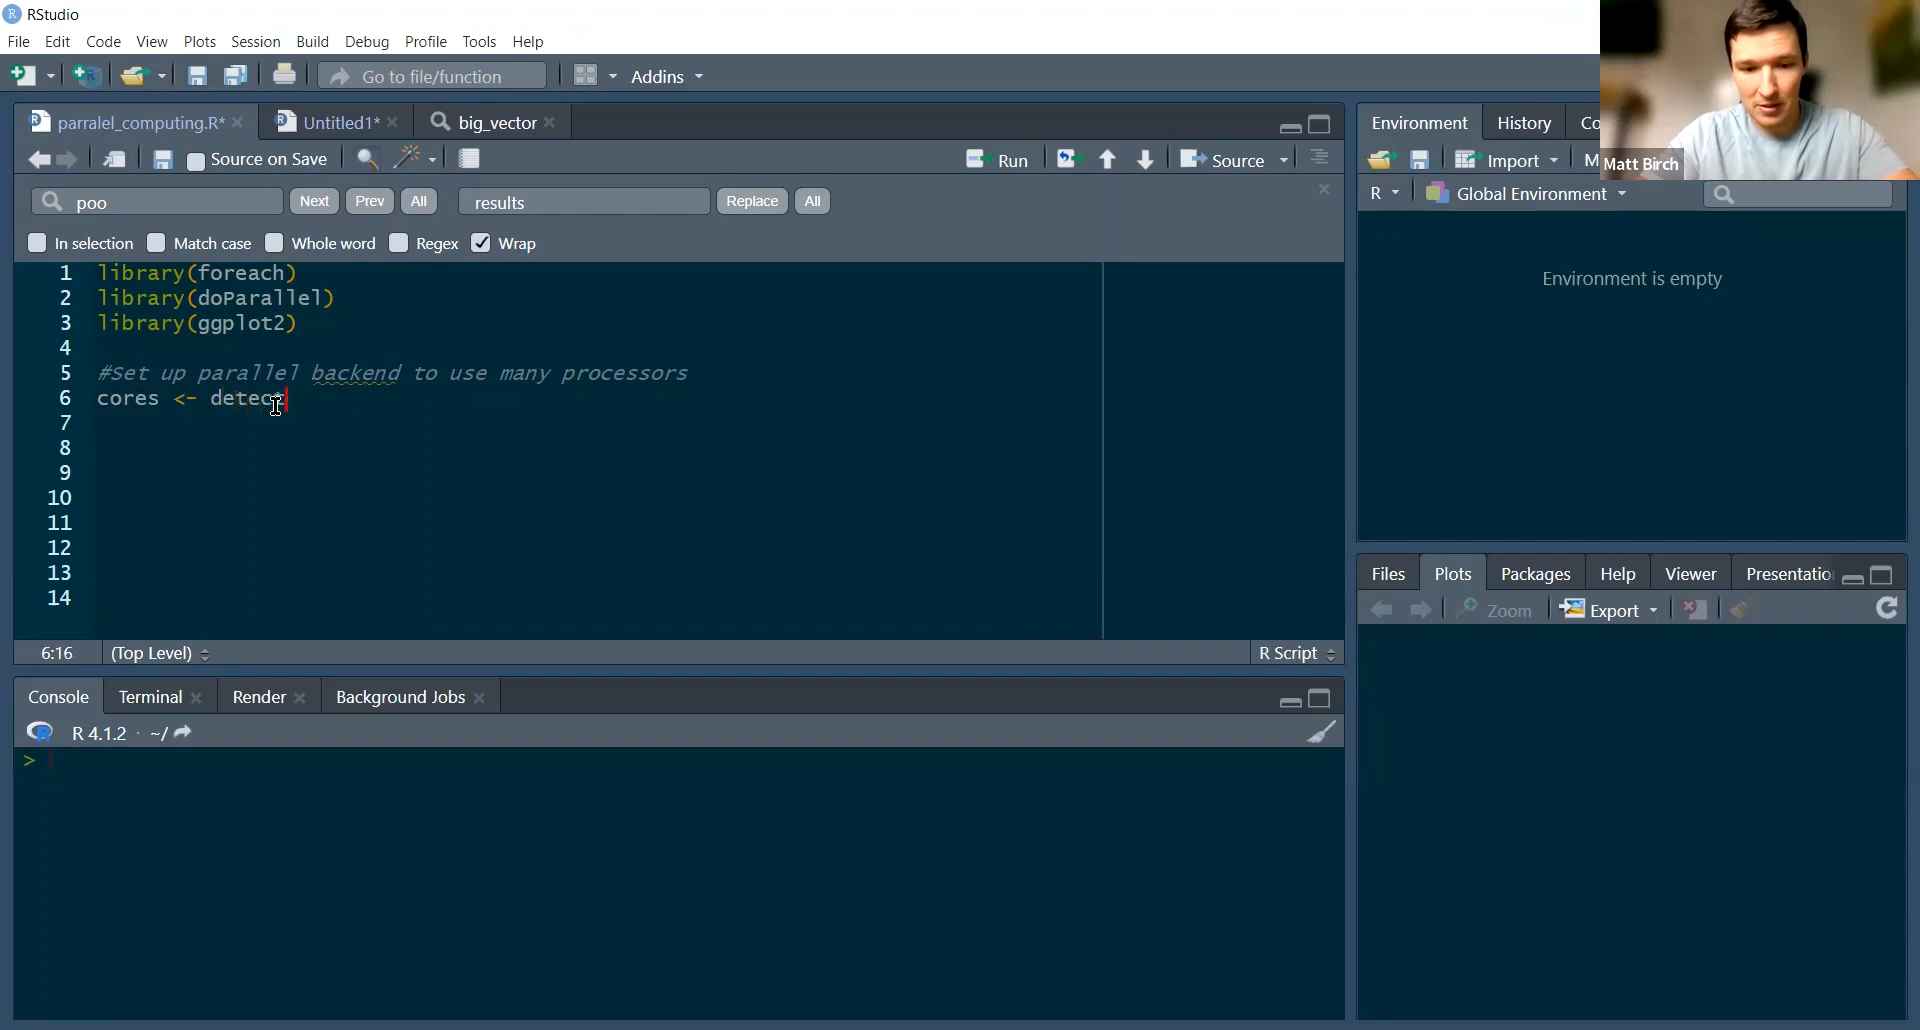 RStudio
File Edit Code View Plots Session Build Debug Profile Tools Help
Go to file/function Addins
parralel_computing.R* Untitled1* big_vector
Source on Save Run Source
poo Next Prev All results Replace All
In selection Match case Whole word Regex Wrap
1 library(foreach)
2 library(doParallel)
3 library(ggplot2)
4
5 #Set up parallel backend to use many processors
6 cores <- detect
7
8
9
10
11
12
13
14
6:16 (Top Level) R Script
Console Terminal Render Background Jobs
R 4.1.2 · ~/
>
Environment History Co
Import M
Matt Birch
R Global Environment
Environment is empty
Files Plots Packages Help Viewer Presentatio
Zoom Export